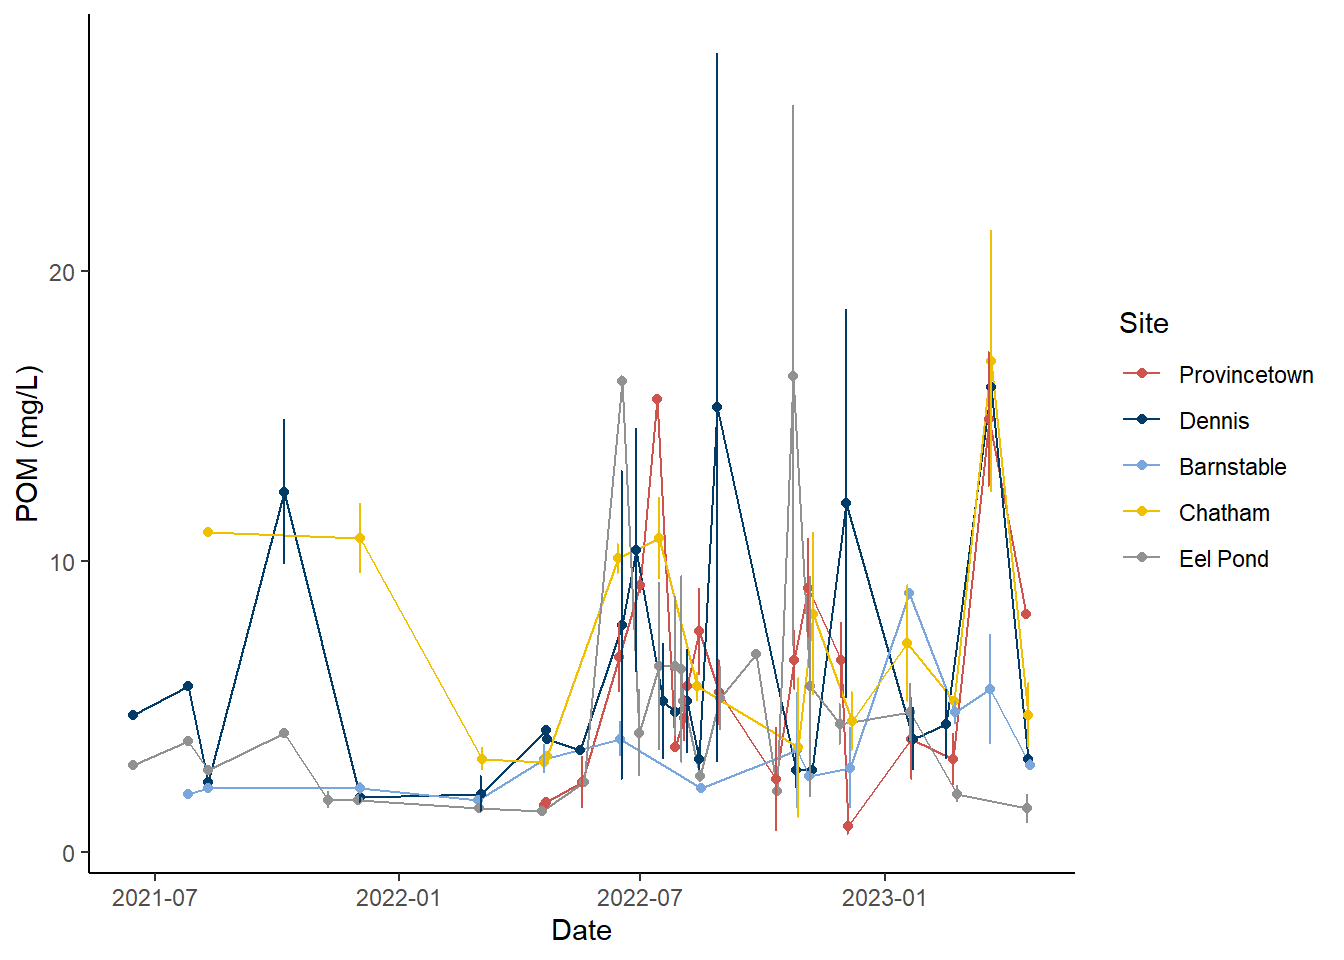 POM (mg/L)
20
10
0
2021-07
2022-01
2022-07
2023-01
Date
Site
Provincetown
Dennis
Barnstable
Chatham
Eel Pond